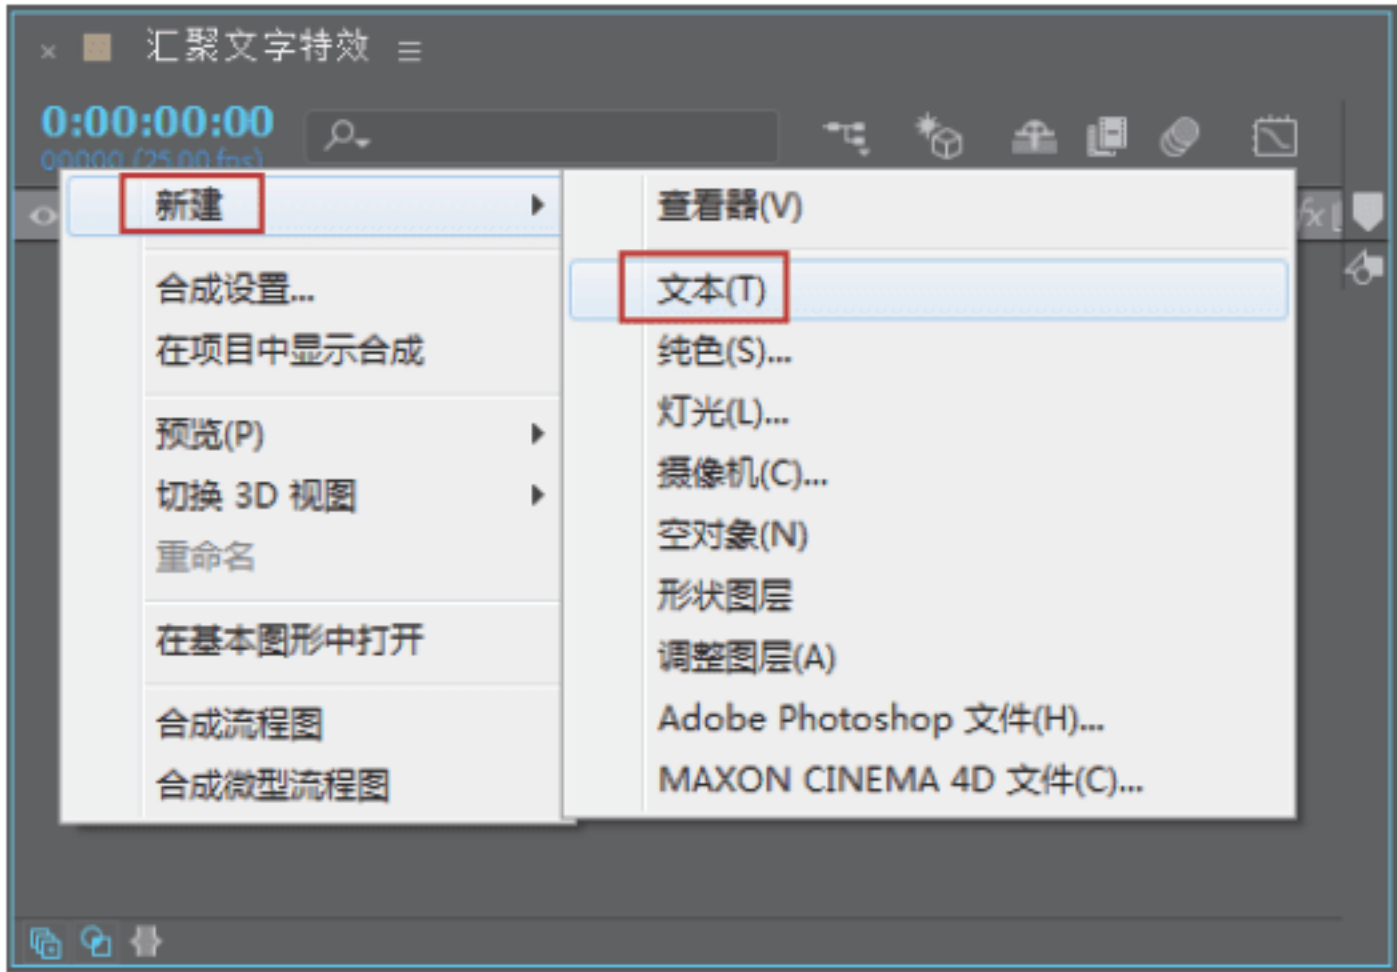 汇聚文字特效
0:00:00:00
00000 (25.00 fps)
新建
合成设置...
在项目中显示合成
预览(P)
切换 3D 视图
重命名
在基本图形中打开
合成流程图
合成微型流程图
查看器(V)
文本(T)
纯色(S)...
灯光(L)...
摄像机(C)...
空对象(N)
形状图层
调整图层(A)
Adobe Photoshop 文件(H)...
MAXON CINEMA 4D 文件(C)...
fx